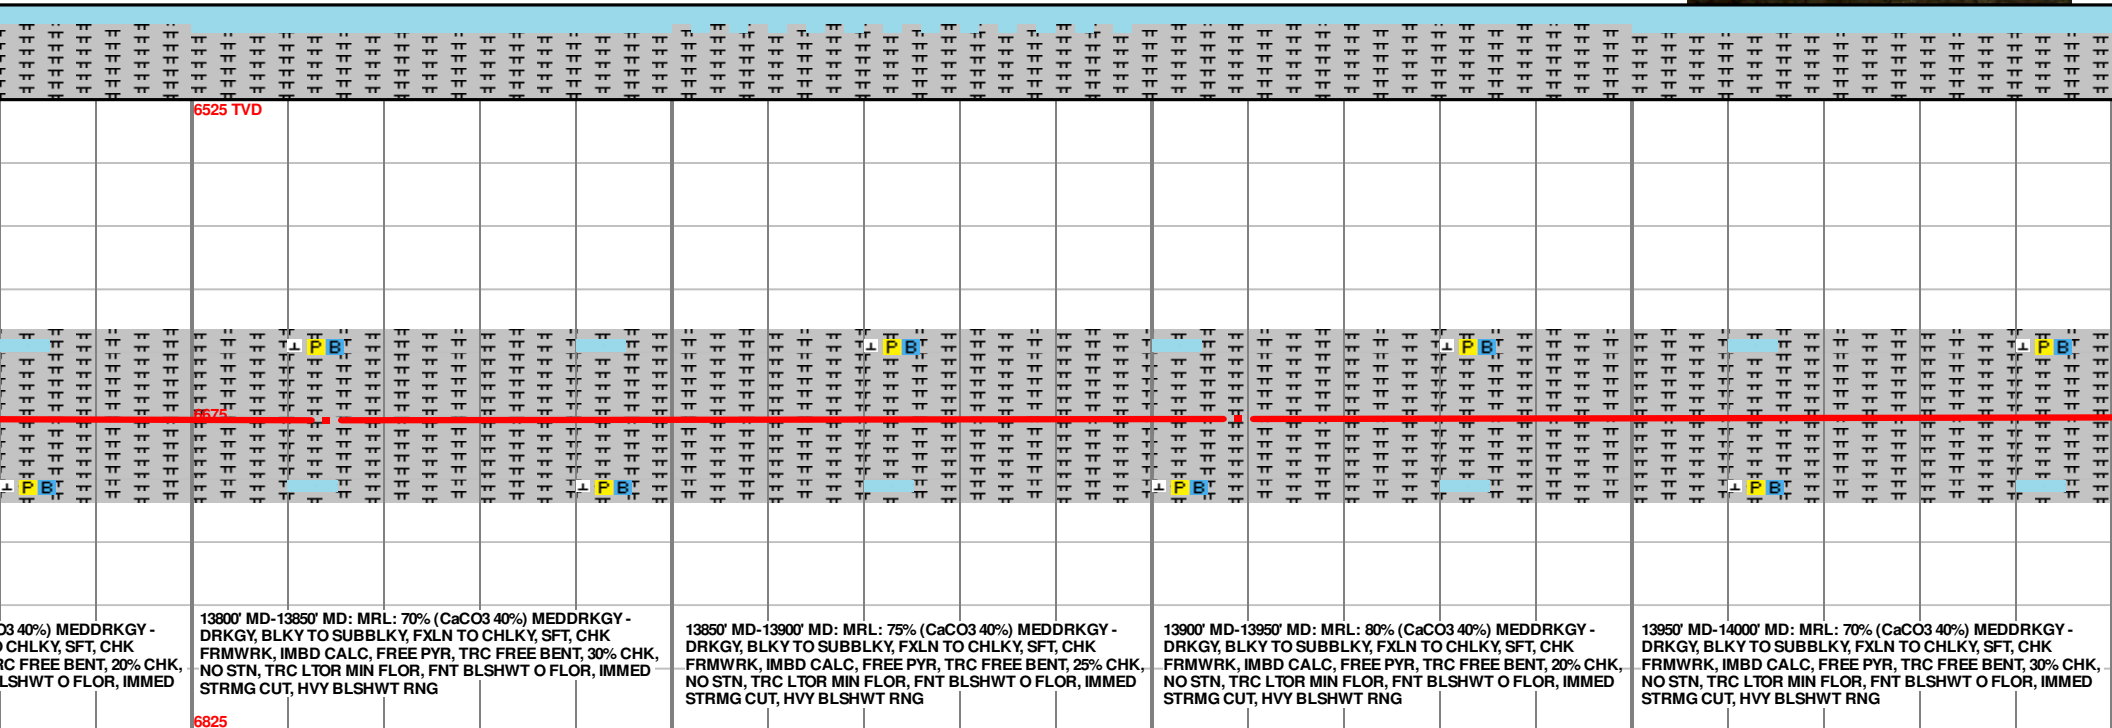 6525 TVD
⊥ P B
⊥ P B
⊥ P B
⊥ P B
6675
⊥ P B
⊥ P B
⊥ P B
⊥ P B
O3 40%) MEDDRKGY -
O CHLKY, SFT, CHK
RC FREE BENT, 20% CHK,
LSHWT O FLOR, IMMED
13800' MD-13850' MD: MRL: 70% (CaCO3 40%) MEDDRKGY -
DRKGY, BLKY TO SUBBLKY, FXLN TO CHLKY, SFT, CHK
FRMWRK, IMBD CALC, FREE PYR, TRC FREE BENT, 30% CHK,
NO STN, TRC LTOR MIN FLOR, FNT BLSHWT O FLOR, IMMED
STRMG CUT, HVY BLSHWT RNG
13850' MD-13900' MD: MRL: 75% (CaCO3 40%) MEDDRKGY -
DRKGY, BLKY TO SUBBLKY, FXLN TO CHLKY, SFT, CHK
FRMWRK, IMBD CALC, FREE PYR, TRC FREE BENT, 25% CHK,
NO STN, TRC LTOR MIN FLOR, FNT BLSHWT O FLOR, IMMED
STRMG CUT, HVY BLSHWT RNG
13900' MD-13950' MD: MRL: 80% (CaCO3 40%) MEDDRKGY -
DRKGY, BLKY TO SUBBLKY, FXLN TO CHLKY, SFT, CHK
FRMWRK, IMBD CALC, FREE PYR, TRC FREE BENT, 20% CHK,
NO STN, TRC LTOR MIN FLOR, FNT BLSHWT O FLOR, IMMED
STRMG CUT, HVY BLSHWT RNG
13950' MD-14000' MD: MRL: 70% (CaCO3 40%) MEDDRKGY -
DRKGY, BLKY TO SUBBLKY, FXLN TO CHLKY, SFT, CHK
FRMWRK, IMBD CALC, FREE PYR, TRC FREE BENT, 30% CHK,
NO STN, TRC LTOR MIN FLOR, FNT BLSHWT O FLOR, IMMED
STRMG CUT, HVY BLSHWT RNG
6825